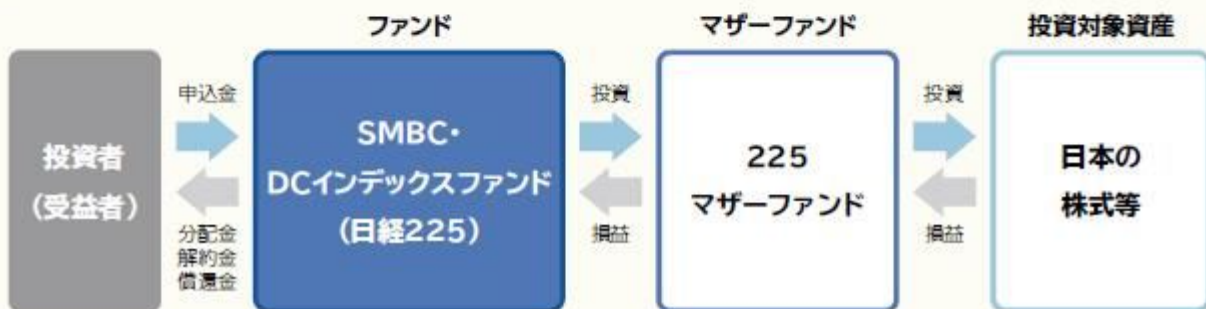 ファンド
マザーファンド
投資対象資産
投資者
（受益者）
申込金
分配金
解約金
償還金
SMBC・
DCインデックスファンド
（日経225）
投資
損益
225
マザーファンド
投資
損益
日本の
株式等